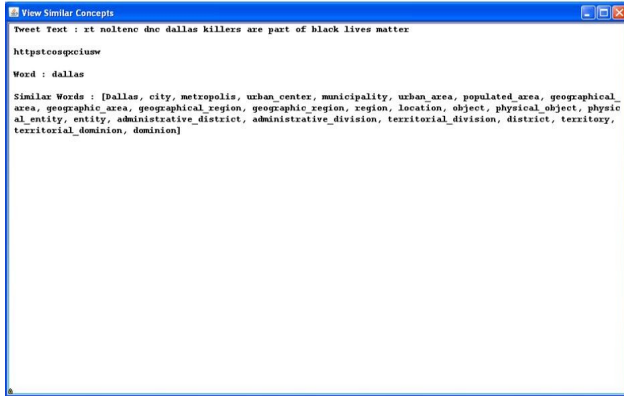 View Similar Concepts
Tweet Text : rt noltenc dnc dallas killers are part of black lives matter
httpstcosgxciusw
Word : dallas
Similar Words : [Dallas, city, metropolis, urban_center, municipality, urban_area, populated_area, geographical_
area, geographic_area, geographical_region, geographic_region, region, location, object, physical_object, physic
al_entity, entity, administrative_district, administrative_division, territorial_division, district, territory,
territorial_dominion, dominion]